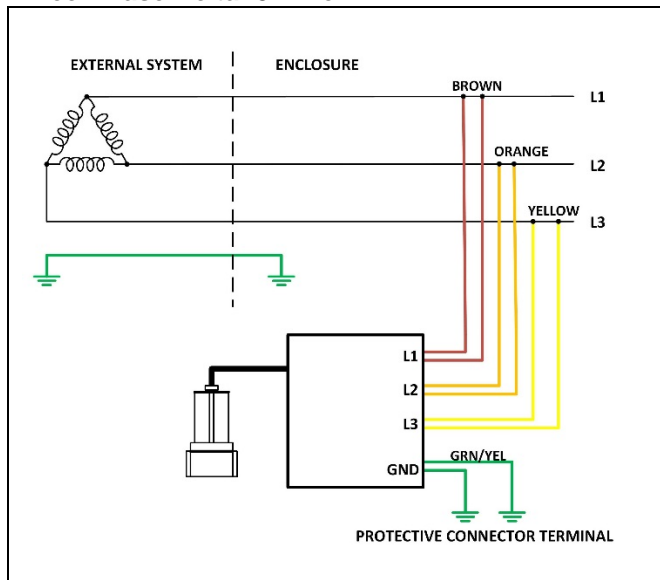 EXTERNAL SYSTEM
ENCLOSURE
BROWN
L1
ORANGE
L2
YELLOW
L3
L1
L2
L3
GRN/YEL
GND
PROTECTIVE CONNECTOR TERMINAL